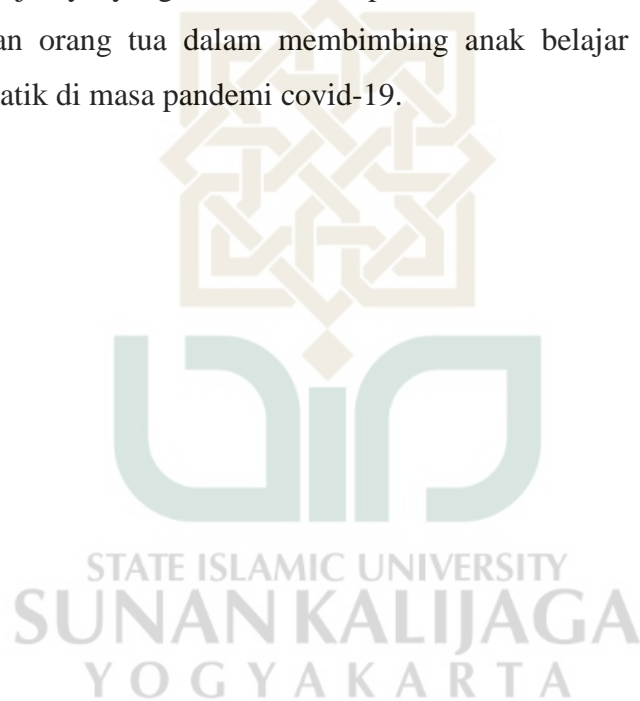 an orang tua dalam membimbing anak belajar
atik di masa pandemi covid-19.
STATE ISLAMIC UNIVERSITY
SUNAN KALIJAGA
YOGYAKARTA